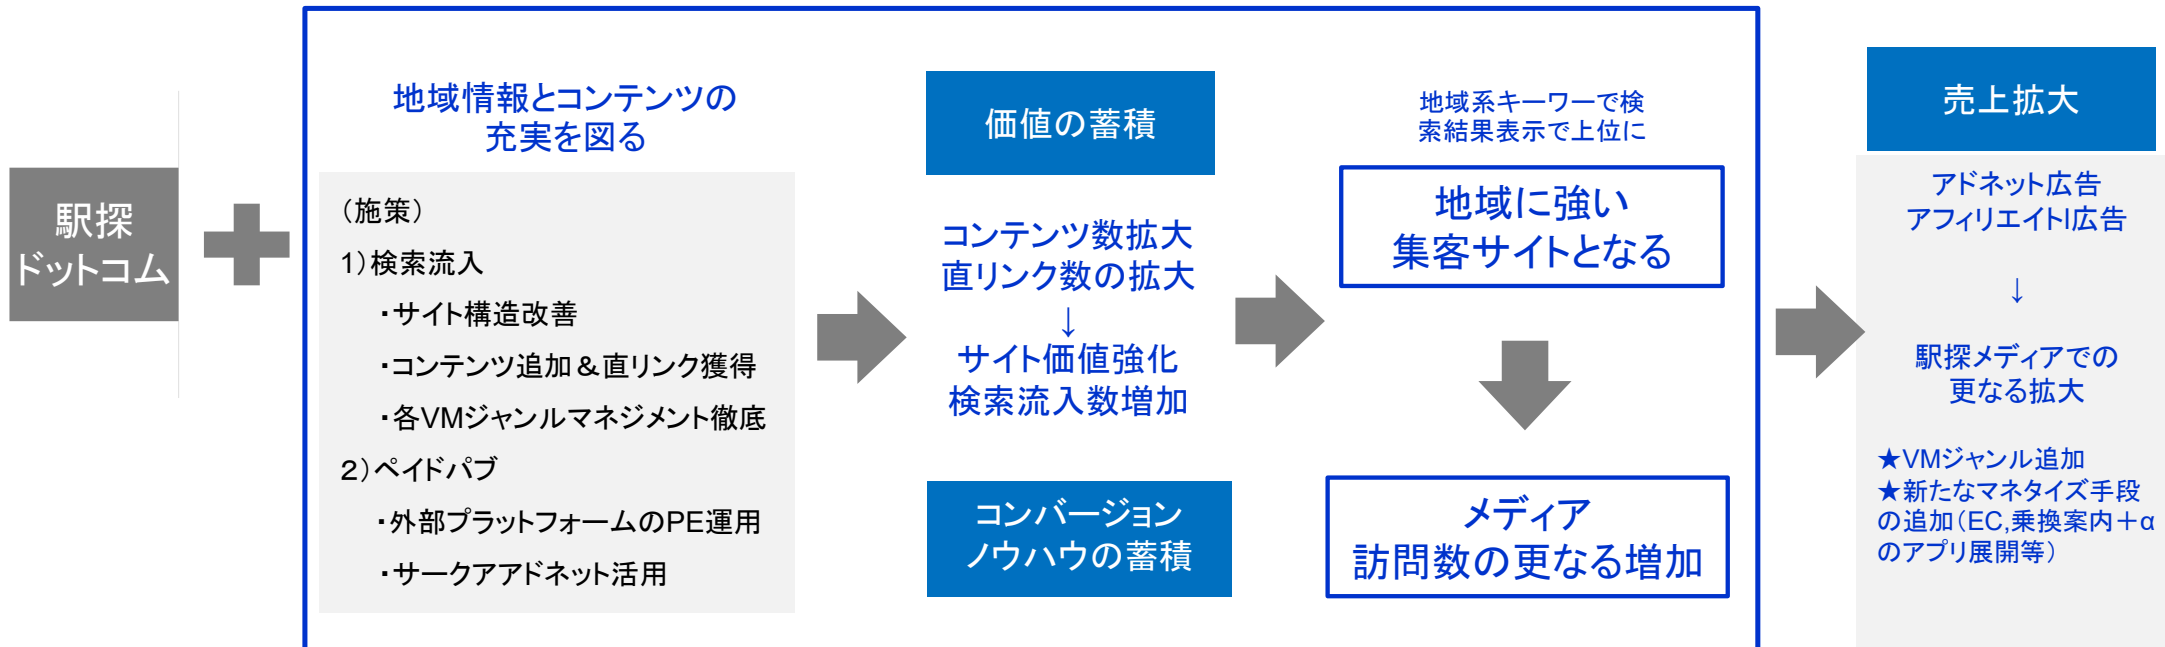 駅探
ドットコム
地域情報とコンテンツの
充実を図る
（施策）
1）検索流入
・サイト構造改善
・コンテンツ追加＆直リンク獲得
・各VMジャンルマネジメント徹底
２）ペイドパブ
・外部プラットフォームのPE運用
・サークアアドネット活用
価値の蓄積
コンテンツ数拡大
直リンク数の拡大
↓
サイト価値強化
検索流入数増加
コンバージョン
ノウハウの蓄積
地域系キーワーで検
索結果表示で上位に
地域に強い
集客サイトとなる
メディア
訪問数の更なる増加
売上拡大
アドネット広告
アフィリエイトI広告
↓
駅探メディアでの
更なる拡大
★VMジャンル追加
★新たなマネタイズ手段
の追加（EC,乗換案内＋α
のアプリ展開等）